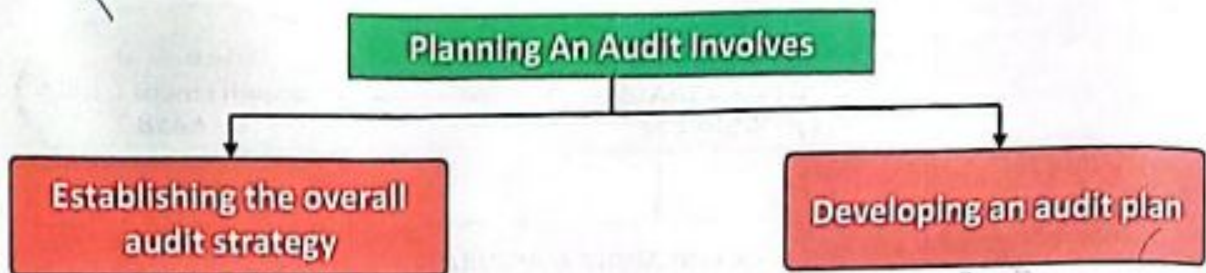 Planning An Audit Involves
Establishing the overall
audit strategy
Developing an audit plan